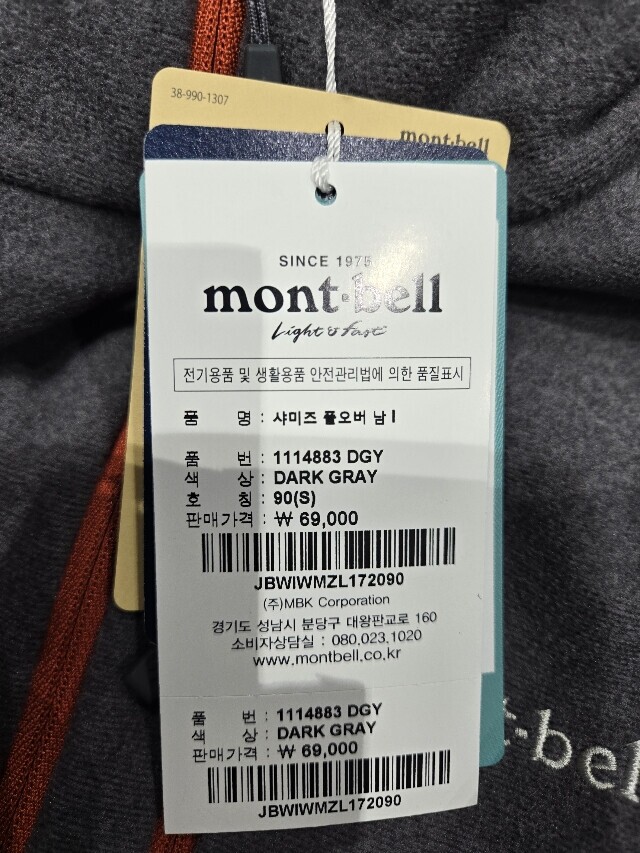 38-990-1307
mont-bell
SINCE 1975
mont-bell
Light & Fast
전기용품 및 생활용품 안전관리법에 의한 품질표시
품 명 : 샤미즈 풀오버 남 I
품 번 : 1114883 DGY
색 상 : DARK GRAY
호 칭 : 90(S)
판매가격 : ₩ 69,000
JBWIWMZL172090
(주)MBK Corporation
경기도 성남시 분당구 대왕판교로 160
소비자상담실 : 080.023.1020
www.montbell.co.kr
품 번 : 1114883 DGY
색 상 : DARK GRAY
판매가격 : ₩ 69,000
JBWIWMZL172090
t-bel